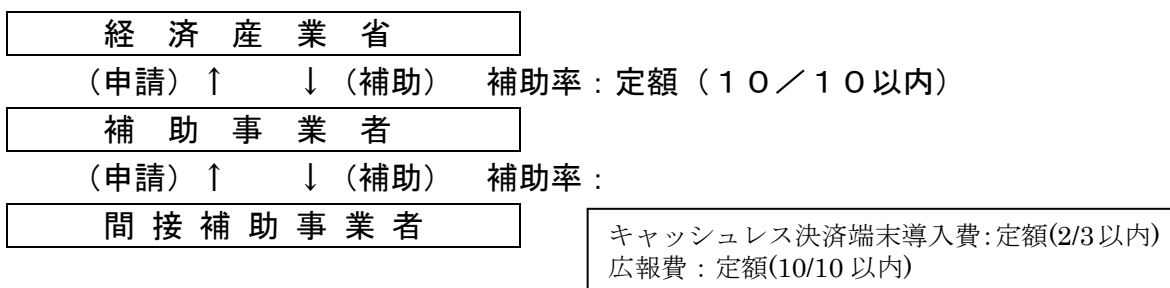 経 済 産 業 省
（申請）↑ ↓（補助） 補助率：定額（１０／１０以内）
補 助 事 業 者
（申請）↑ ↓（補助） 補助率：
間 接 補 助 事 業 者
キャッシュレス決済端末導入費：定額(2/3以内)
広報費：定額(10/10 以内)